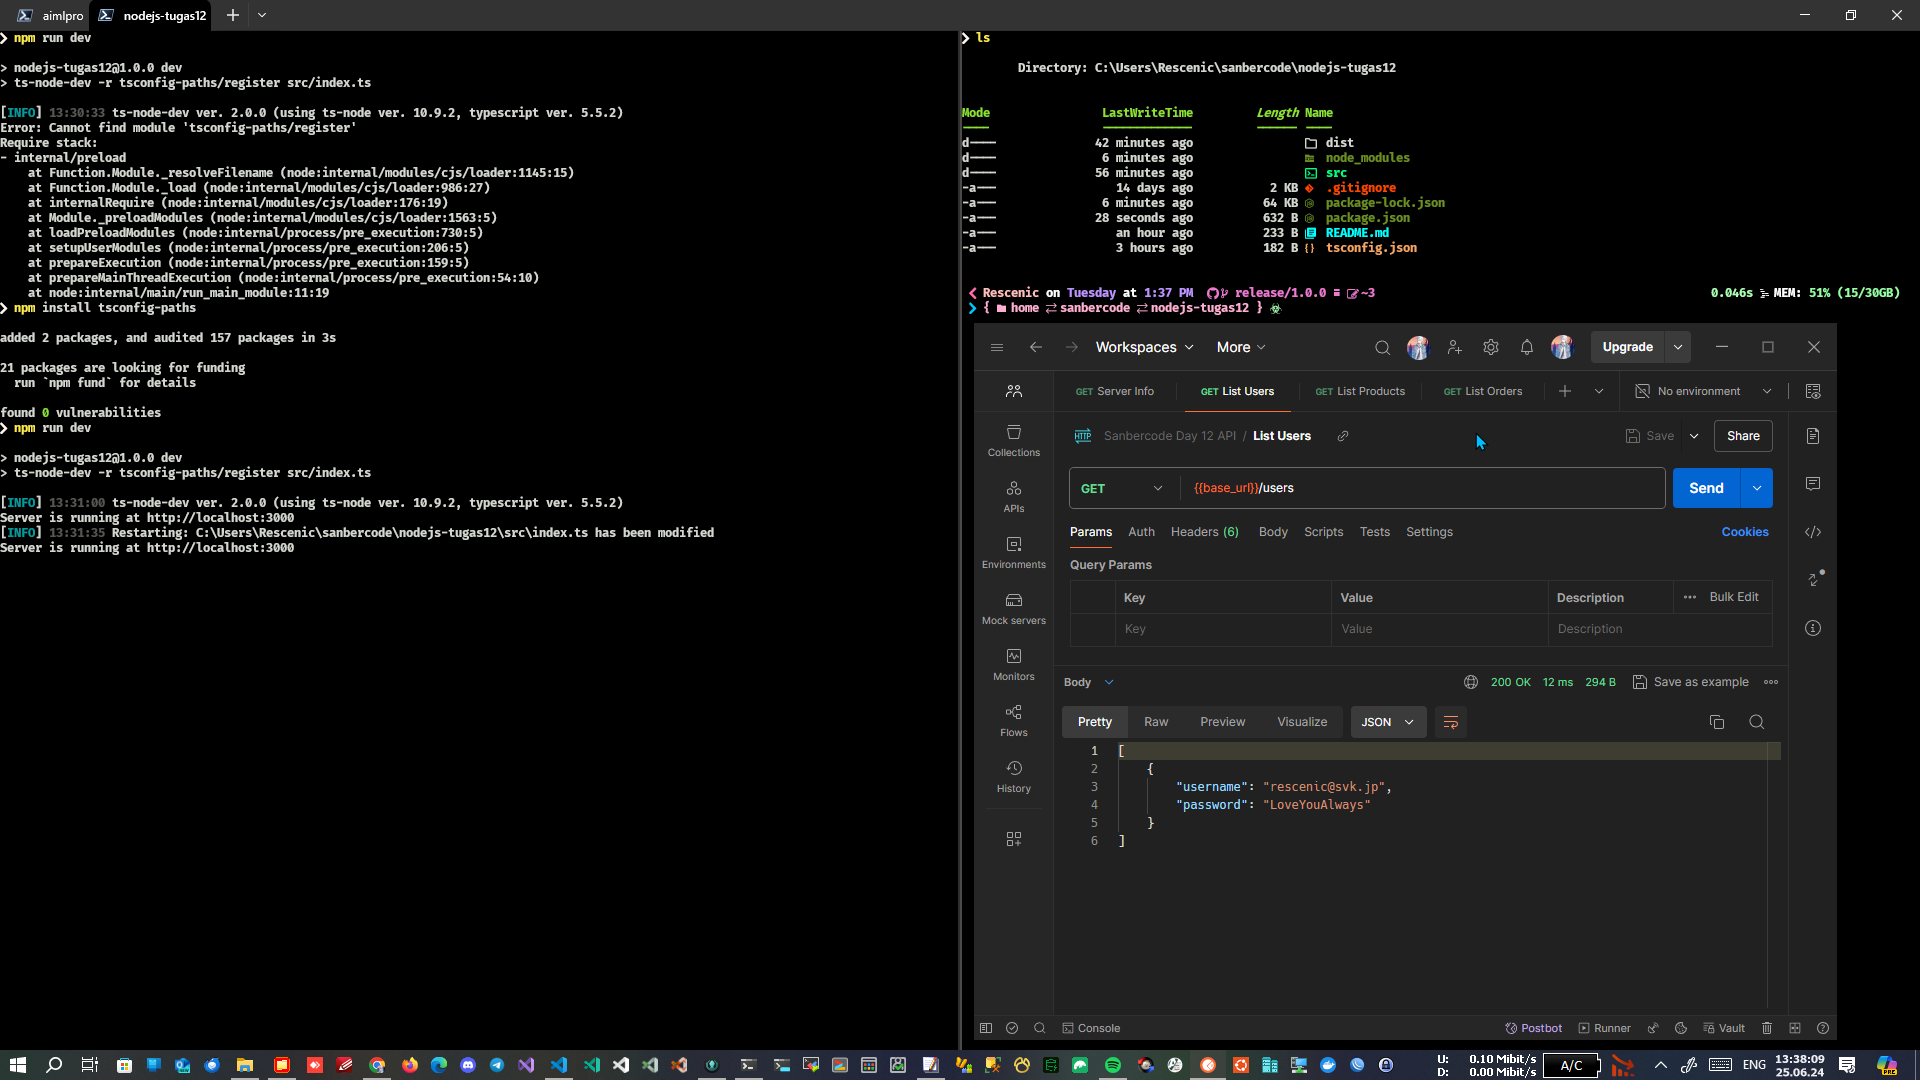 aimlpro
nodejs-tugas12
❯ npm run dev
> nodejs-tugas12@1.0.0 dev
> ts-node-dev -r tsconfig-paths/register src/index.ts
[INFO] 13:30:33 ts-node-dev ver. 2.0.0 (using ts-node ver. 10.9.2, typescript ver. 5.5.2)
Error: Cannot find module 'tsconfig-paths/register'
Require stack:
- internal/preload
at Function.Module._resolveFilename (node:internal/modules/cjs/loader:1145:15)
at Function.Module._load (node:internal/modules/cjs/loader:986:27)
at internalRequire (node:internal/modules/cjs/loader:176:19)
at Module._preloadModules (node:internal/modules/cjs/loader:1563:5)
at loadPreloadModules (node:internal/process/pre_execution:730:5)
at setupUserModules (node:internal/process/pre_execution:206:5)
at prepareExecution (node:internal/process/pre_execution:159:5)
at prepareMainThreadExecution (node:internal/process/pre_execution:54:10)
at node:internal/main/run_main_module:11:19
❯ npm install tsconfig-paths
added 2 packages, and audited 157 packages in 3s
21 packages are looking for funding
run `npm fund` for details
found 0 vulnerabilities
❯ npm run dev
> nodejs-tugas12@1.0.0 dev
> ts-node-dev -r tsconfig-paths/register src/index.ts
[INFO] 13:31:00 ts-node-dev ver. 2.0.0 (using ts-node ver. 10.9.2, typescript ver. 5.5.2)
Server is running at http://localhost:3000
[INFO] 13:31:35 Restarting: C:\Users\Rescenic\sanbercode\nodejs-tugas12\src\index.ts has been modified
Server is running at http://localhost:3000
❯ ls
Directory: C:\Users\Rescenic\sanbercode\nodejs-tugas12
Mode LastWriteTime Length Name
d---- 42 minutes ago dist
d---- 6 minutes ago node_modules
d---- 56 minutes ago src
-a--- 14 days ago 2 KB .gitignore
-a--- 6 minutes ago 64 KB package-lock.json
-a--- 28 seconds ago 632 B package.json
-a--- an hour ago 233 B README.md
-a--- 3 hours ago 182 B tsconfig.json
Rescenic on Tuesday at 1:37 PM release/1.0.0 ≡ ~3 0.046s MEM: 51% (15/30GB)
{ home ⇄ sanbercode ⇄ nodejs-tugas12 }
Workspaces More Upgrade
GET Server Info GET List Users GET List Products GET List Orders No environment
HTTP Sanbercode Day 12 API / List Users Save Share
GET {{base_url}}/users Send
Params Auth Headers (6) Body Scripts Tests Settings Cookies
Query Params
Key Value Description Bulk Edit
Key Value Description
Collections
APIs
Environments
Mock servers
Monitors
Flows
History
Body 200 OK 12 ms 294 B Save as example
Pretty Raw Preview Visualize JSON
1 [
2 {
3 "username": "rescenic@svk.jp",
4 "password": "LoveYouAlways"
5 }
6 ]
Console Postbot Runner Vault
U: 0.10 Mibit/s
D: 0.00 Mibit/s
A/C
ENG
13:38:09
25.06.24